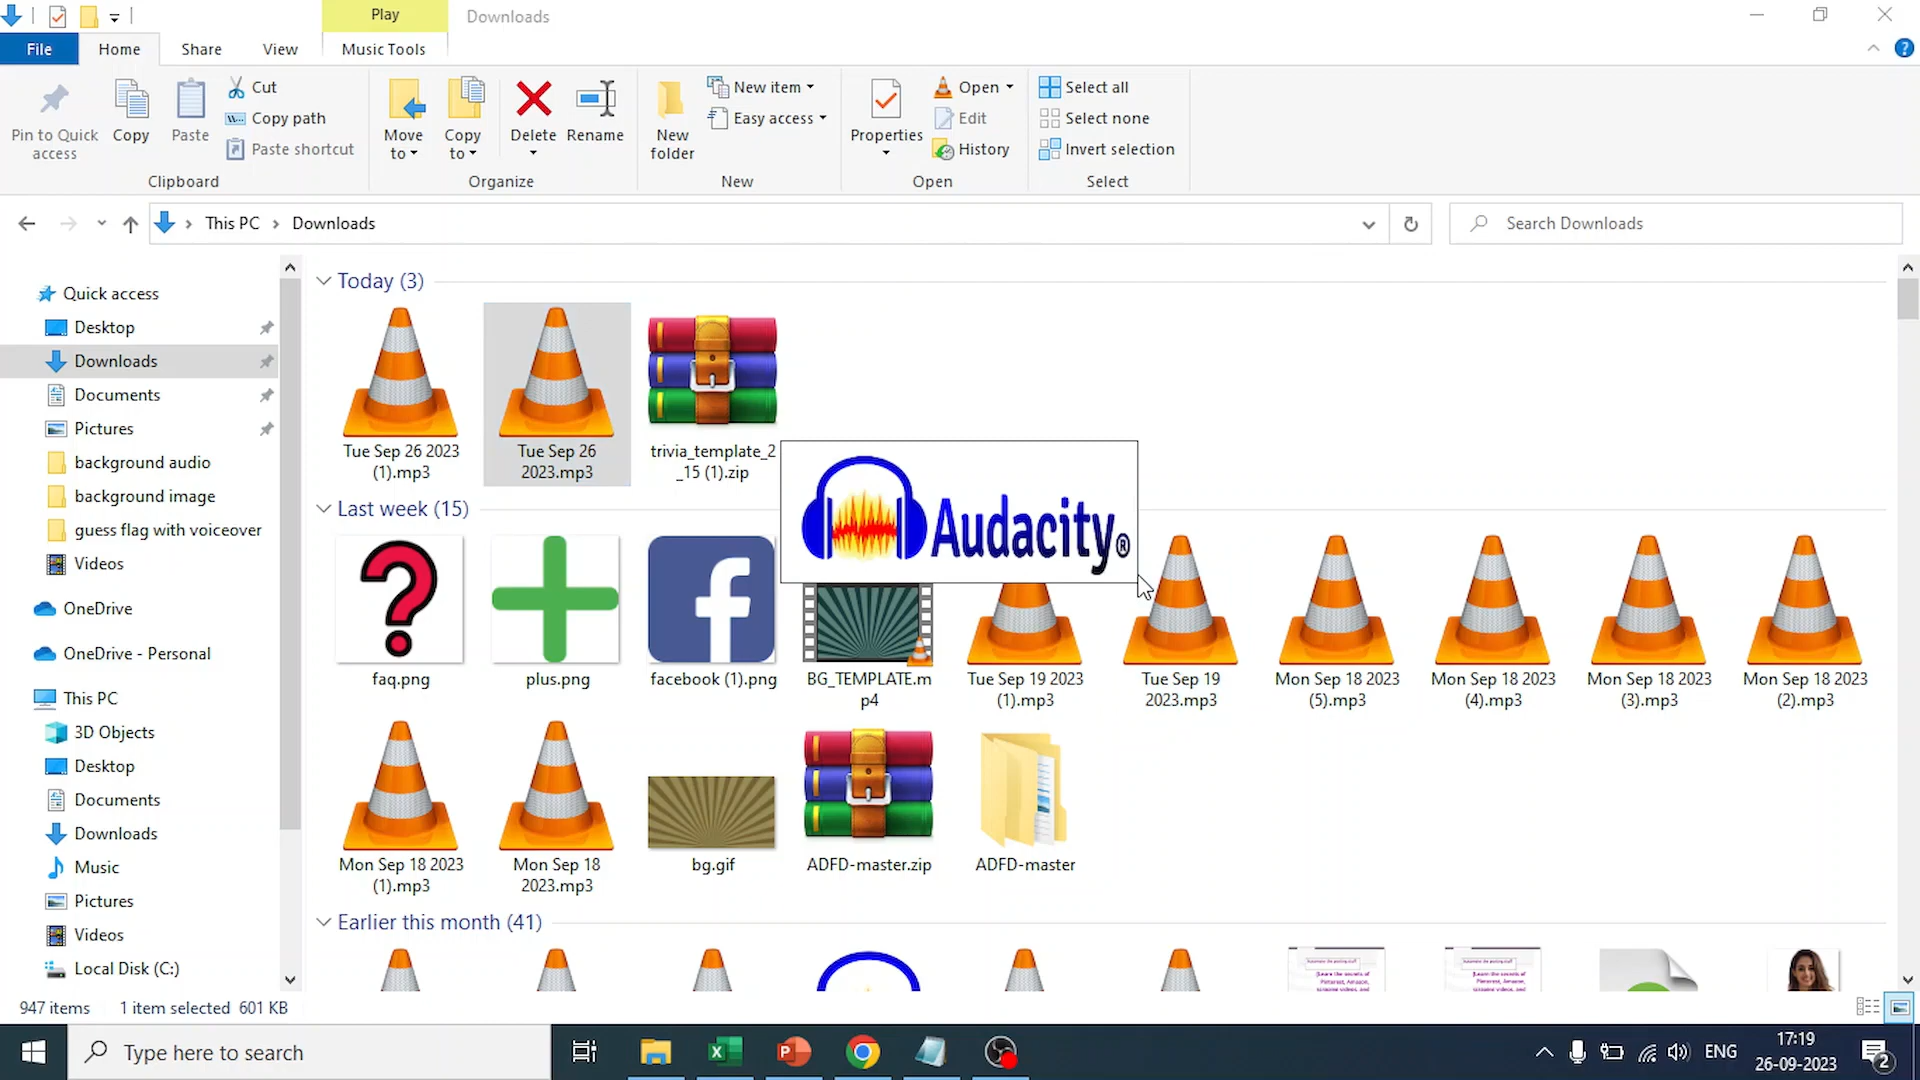 Play
Downloads
File
Home
Share
View
Music Tools
Pin to Quick access
Copy
Paste
Cut
Copy path
Paste shortcut
Clipboard
Move to
Copy to
Delete
Rename
Organize
New folder
New item
Easy access
New
Properties
Open
Edit
History
Open
Select all
Select none
Invert selection
Select
This PC
Downloads
Search Downloads
Quick access
Desktop
Downloads
Documents
Pictures
background audio
background image
guess flag with voiceover
Videos
OneDrive
OneDrive - Personal
This PC
3D Objects
Desktop
Documents
Downloads
Music
Pictures
Videos
Local Disk (C:)
Today (3)
Tue Sep 26 2023
(1).mp3
Tue Sep 26
2023.mp3
trivia_template_2
_15 (1).zip
Audacity®
Last week (15)
faq.png
plus.png
facebook (1).png
BG_TEMPLATE.m
p4
Tue Sep 19 2023
(1).mp3
Tue Sep 19
2023.mp3
Mon Sep 18 2023
(5).mp3
Mon Sep 18 2023
(4).mp3
Mon Sep 18 2023
(3).mp3
Mon Sep 18 2023
(2).mp3
Mon Sep 18 2023
(1).mp3
Mon Sep 18
2023.mp3
bg.gif
ADFD-master.zip
ADFD-master
Earlier this month (41)
947 items
1 item selected 601 KB
Type here to search
ENG
17:19
26-09-2023
2